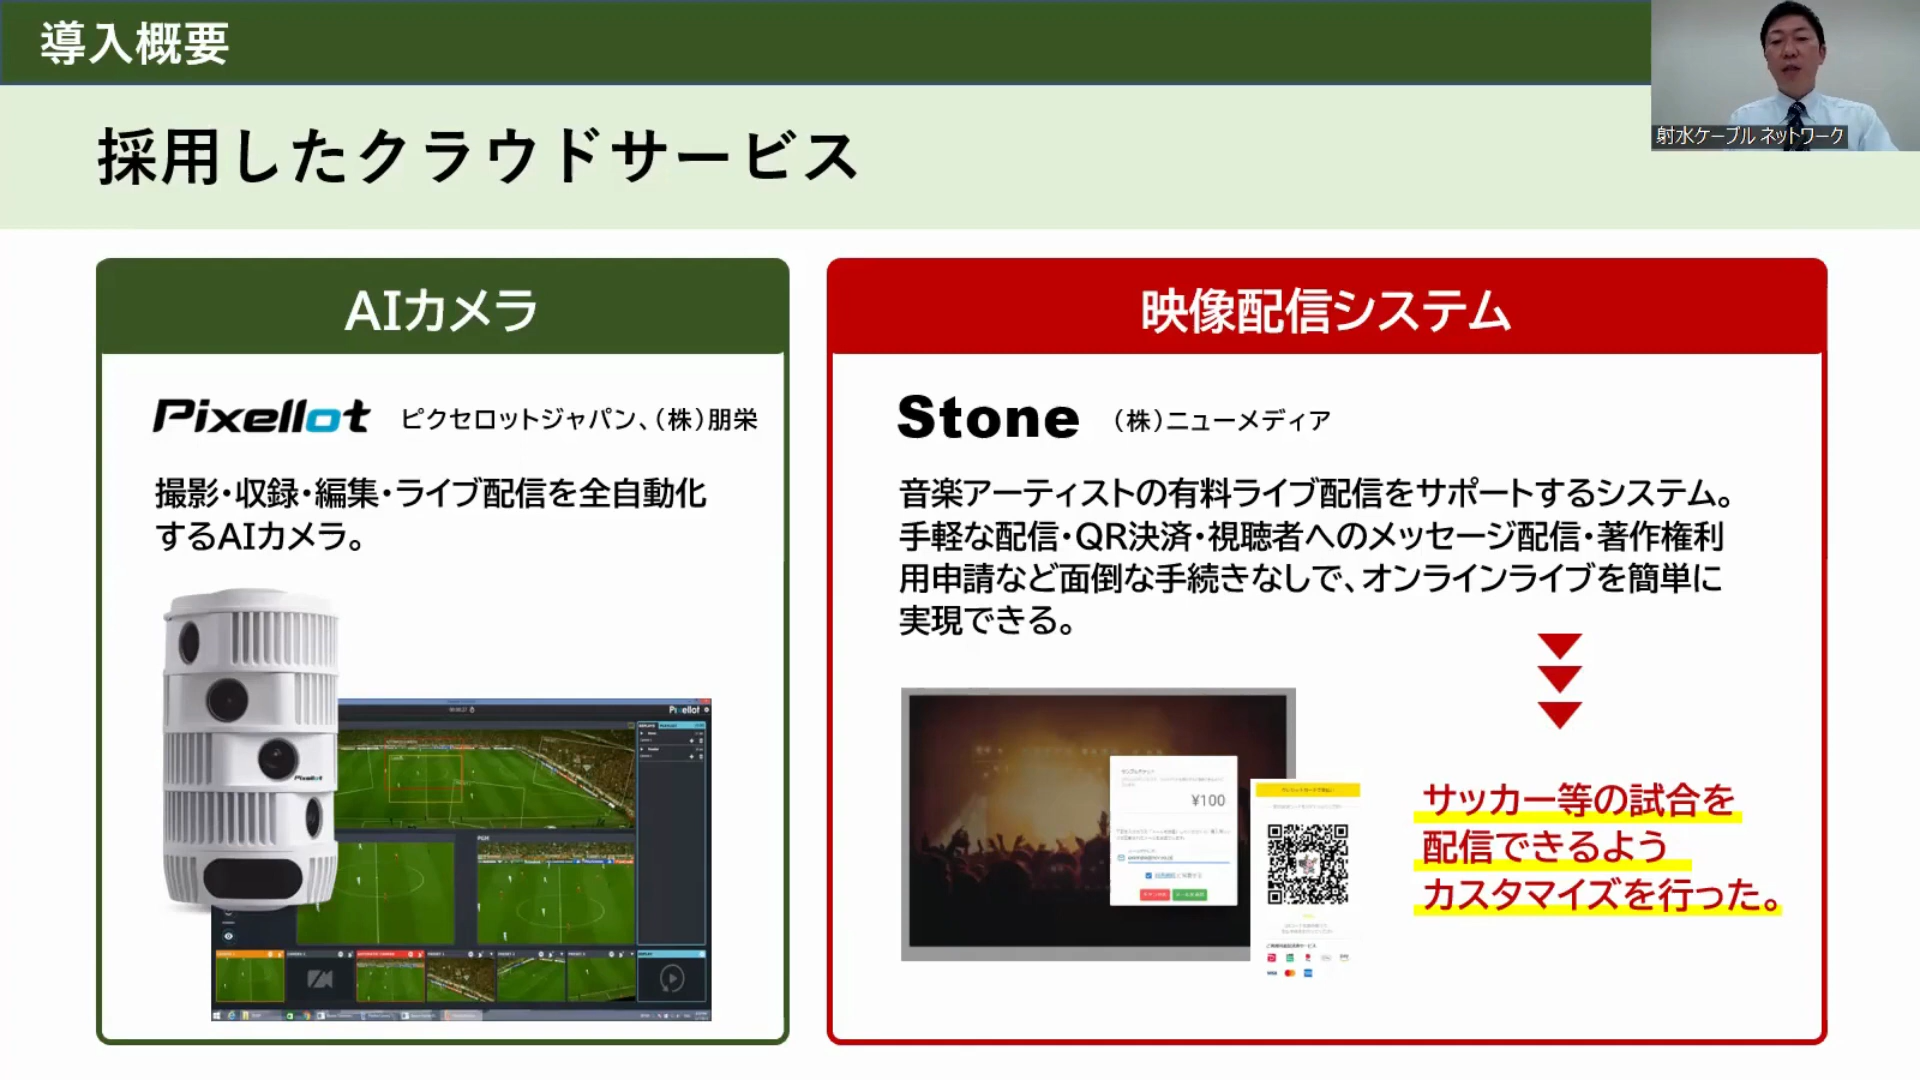 導入概要
射水ケーブル ネットワーク
採用したクラウドサービス
AIカメラ
Pixellot ピクセロットジャパン、（株）朋栄
撮影・収録・編集・ライブ配信を全自動化
するAIカメラ。
Pixellot
Pixellot
映像配信システム
Stone （株）ニューメディア
音楽アーティストの有料ライブ配信をサポートするシステム。
手軽な配信・QR決済・視聴者へのメッセージ配信・著作権利
用申請など面倒な手続きなしで、オンラインライブを簡単に
実現できる。
¥100
サッカー等の試合を
配信できるよう
カスタマイズを行った。